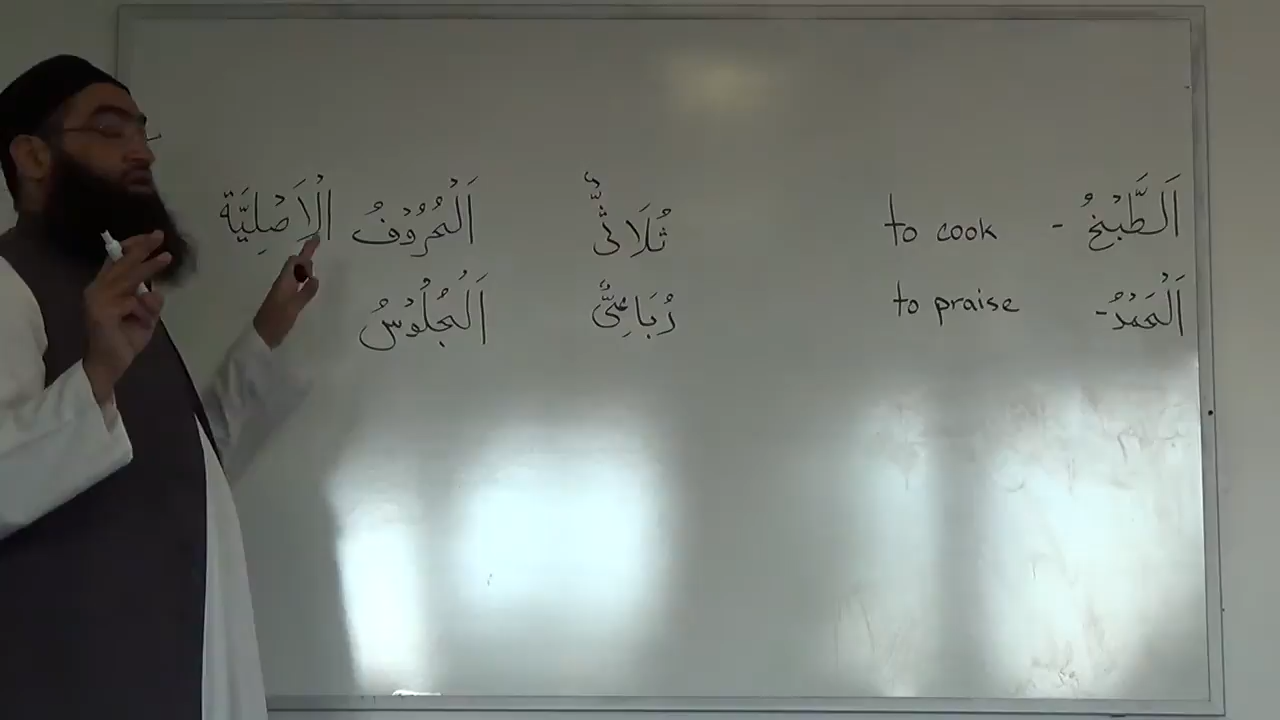 اَلطَّبْخُ - to cook
اَلْحَمْدُ - to praise
ثُلَاثِيٌّ
رُبَاعِيٌّ
اَلْحُرُوْفُ الْاَصْلِيَّة
اَلْجُلُوْسُ